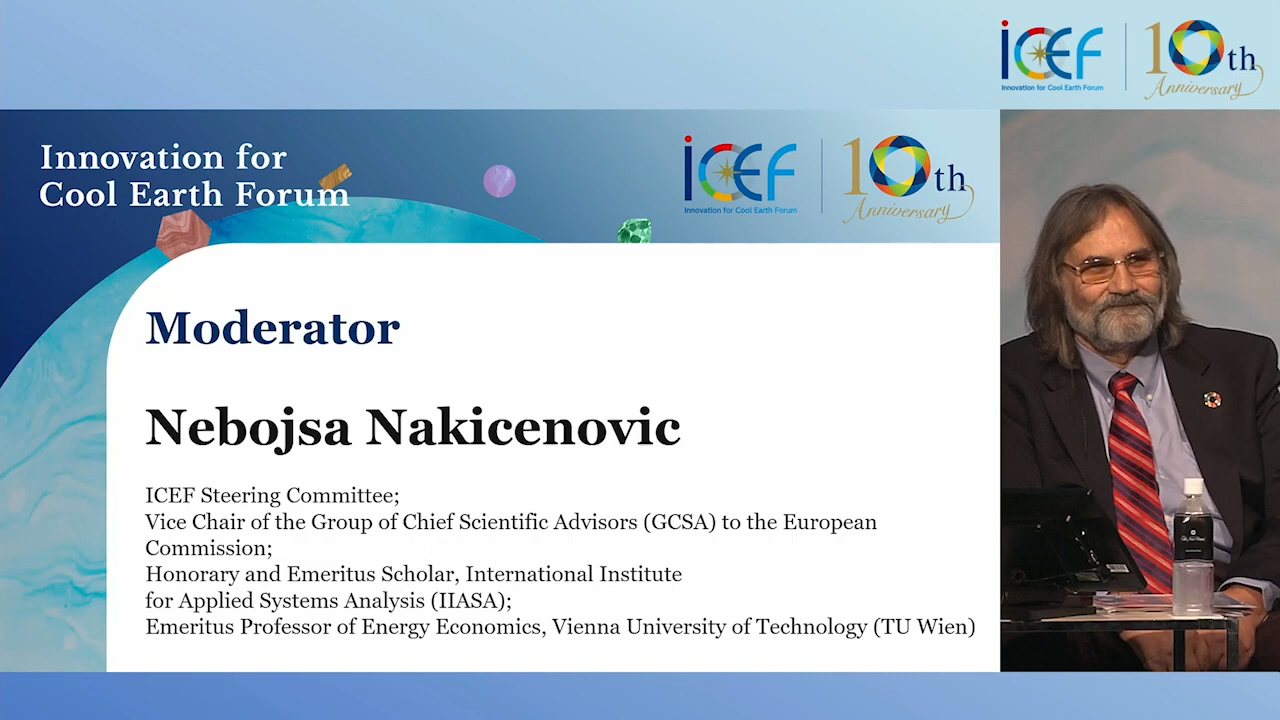 iCEF
10th
Innovation for Cool Earth Forum
Anniversary
Innovation for
Cool Earth Forum
iCEF
10th
Innovation for Cool Earth Forum
Anniversary
Moderator
Nebojsa Nakicenovic
ICEF Steering Committee;
Vice Chair of the Group of Chief Scientific Advisors (GCSA) to the European
Commission;
Honorary and Emeritus Scholar, International Institute
for Applied Systems Analysis (IIASA);
Emeritus Professor of Energy Economics, Vienna University of Technology (TU Wien)